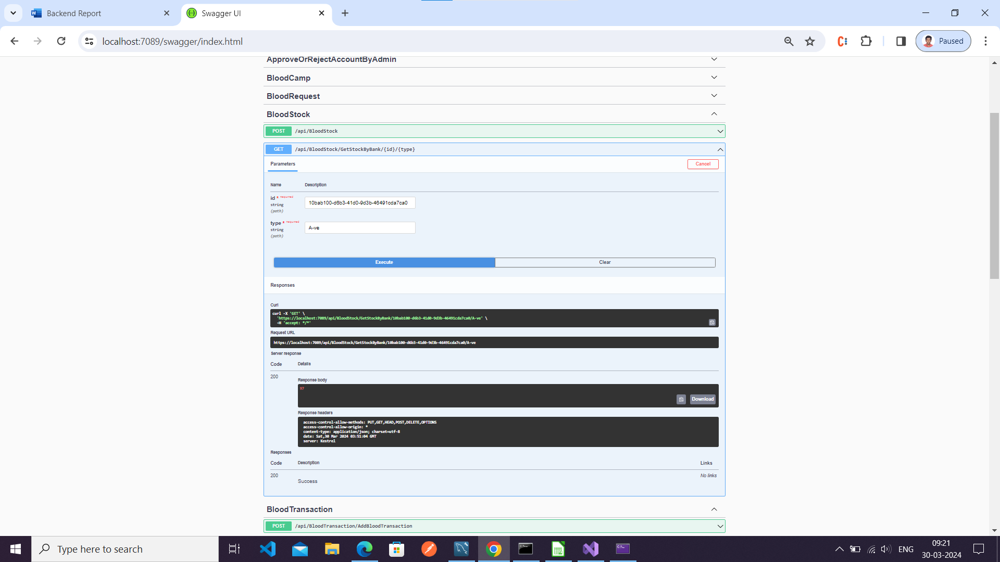 Backend Report
Swagger UI
localhost:7089/swagger/index.html
Paused
ApproveOrRejectAccountByAdmin
BloodCamp
BloodRequest
BloodStock
POST /api/BloodStock
GET /api/BloodStock/GetStockByBank/{id}/{type}
Parameters
Cancel
Name Description
id * required
string
(path)
10bab100-d6b3-41d0-9d3b-46491cda7ca0
type * required
string
(path)
A-ve
Execute
Clear
Responses
Curl
curl -X 'GET' \
'https://localhost:7089/api/BloodStock/GetStockByBank/10bab100-d6b3-41d0-9d3b-46491cda7ca0/A-ve' \
-H 'accept: */*'
Request URL
https://localhost:7089/api/BloodStock/GetStockByBank/10bab100-d6b3-41d0-9d3b-46491cda7ca0/A-ve
Server response
Code Details
200
Response body
97
Download
Response headers
access-control-allow-methods: PUT,GET,HEAD,POST,DELETE,OPTIONS
access-control-allow-origin: *
content-type: application/json; charset=utf-8
date: Sat,30 Mar 2024 03:51:04 GMT
server: Kestrel
Responses
Code Description Links
200
Success
No links
BloodTransaction
POST /api/BloodTransaction/AddBloodTransaction
Type here to search
ENG
09:21
30-03-2024